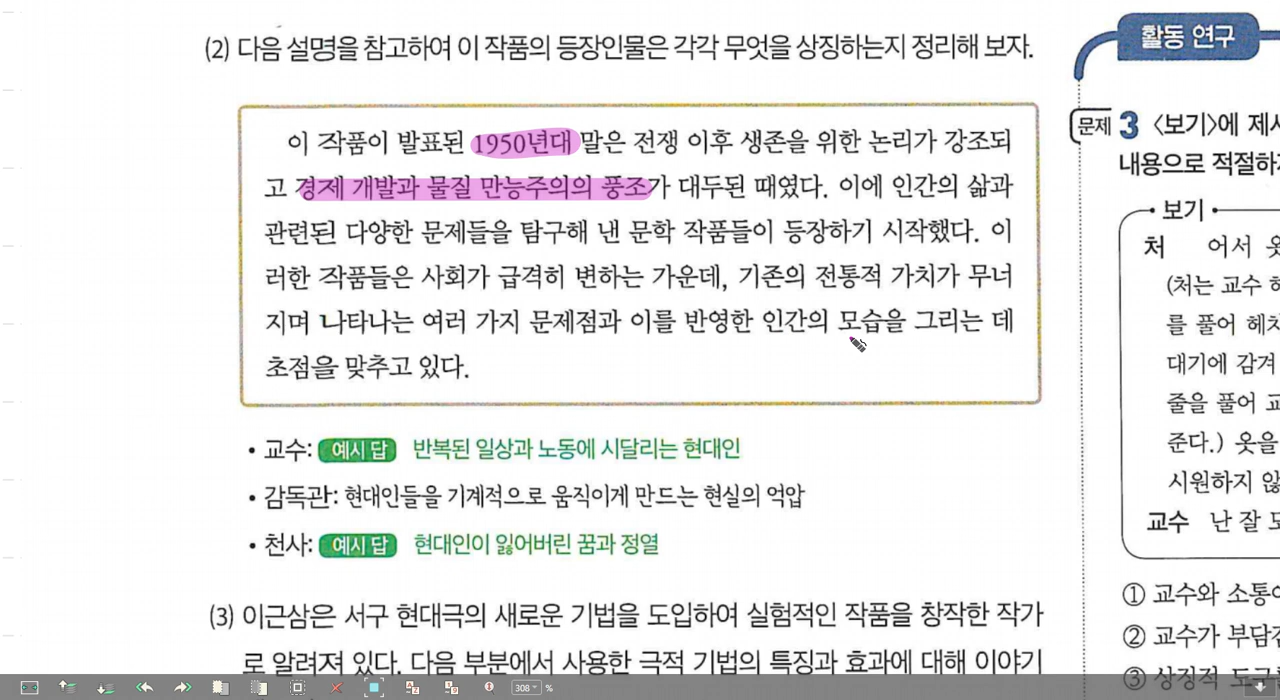 (2) 다음 설명을 참고하여 이 작품의 등장인물은 각각 무엇을 상징하는지 정리해 보자.
이 작품이 발표된 1950년대 말은 전쟁 이후 생존을 위한 논리가 강조되
고 경제 개발과 물질 만능주의의 풍조가 대두된 때였다. 이에 인간의 삶과
관련된 다양한 문제들을 탐구해 낸 문학 작품들이 등장하기 시작했다. 이
러한 작품들은 사회가 급격히 변하는 가운데, 기존의 전통적 가치가 무너
지며 나타나는 여러 가지 문제점과 이를 반영한 인간의 모습을 그리는 데
초점을 맞추고 있다.
• 교수: 예시 답 반복된 일상과 노동에 시달리는 현대인
• 감독관: 현대인들을 기계적으로 움직이게 만드는 현실의 억압
• 천사: 예시 답 현대인이 잃어버린 꿈과 정열
(3) 이근삼은 서구 현대극의 새로운 기법을 도입하여 실험적인 작품을 창작한 작가
로 알려져 있다. 다음 부분에서 사용한 극적 기법의 특징과 효과에 대해 이야기
활동 연구
문제 3 〈보기〉에 제시
내용으로 적절하지
보기
처 어서 옷
(처는 교수 허
를 풀어 헤치
대기에 감겨
줄을 풀어 교
준다.) 옷을
시원하지 않
교수 난 잘 모
① 교수와 소통이
② 교수가 부담감
③ 상징적 도구를
308 %